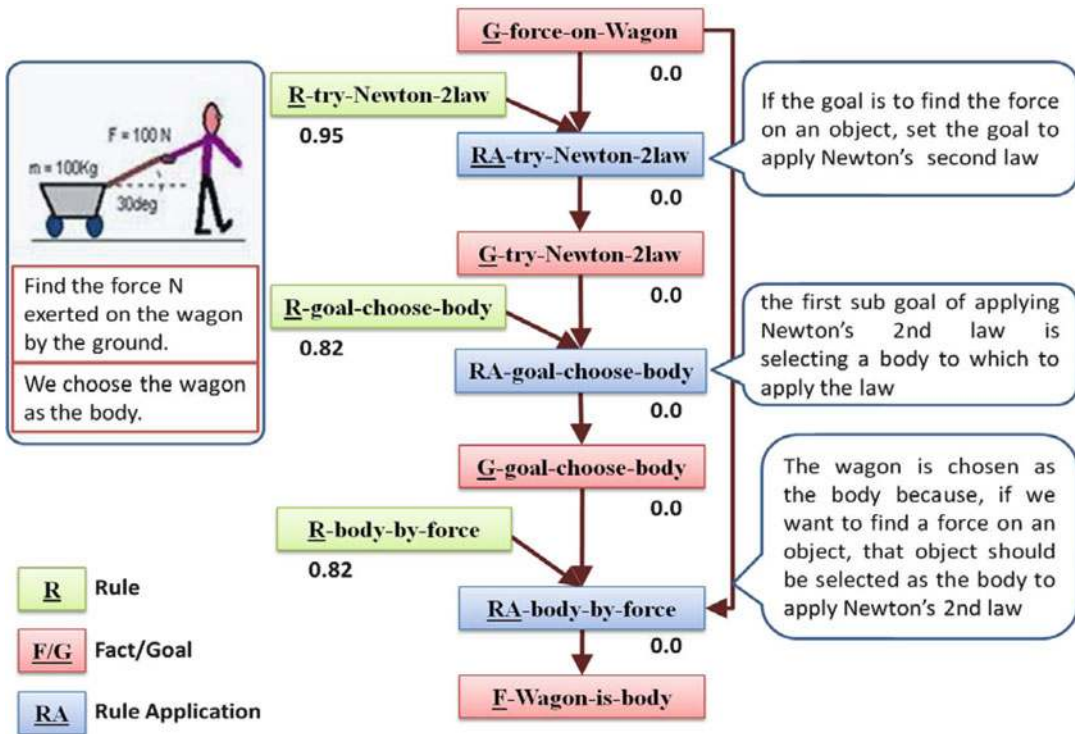 G-force-on-Wagon
0.0
R-try-Newton-2law
0.95
RA-try-Newton-2law
0.0
G-try-Newton-2law
0.0
R-goal-choose-body
0.82
RA-goal-choose-body
0.0
G-goal-choose-body
0.0
R-body-by-force
0.82
RA-body-by-force
0.0
F-Wagon-is-body
F = 100 N
m = 100Kg
30deg
Find the force N
exerted on the wagon
by the ground.
We choose the wagon
as the body.
If the goal is to find the force
on an object, set the goal to
apply Newton's second law
the first sub goal of applying
Newton's 2nd law is
selecting a body to which to
apply the law
The wagon is chosen as
the body because, if we
want to find a force on an
object, that object should
be selected as the body to
apply Newton's 2nd law
R Rule
F/G Fact/Goal
RA Rule Application